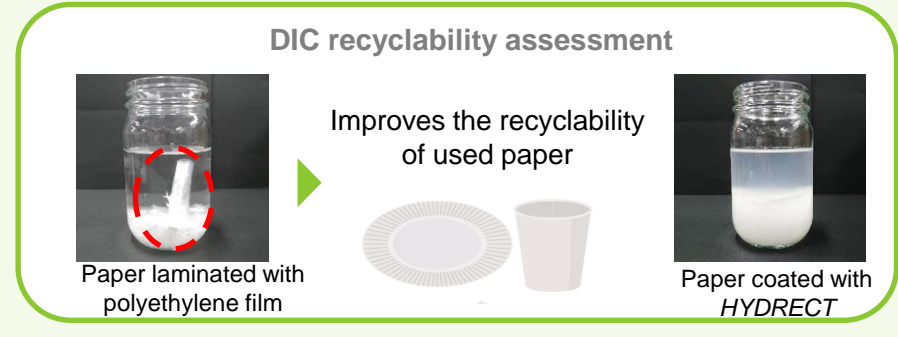 DIC recyclability assessment
Improves the recyclability
of used paper
Paper laminated with
polyethylene film
Paper coated with
HYDRECT